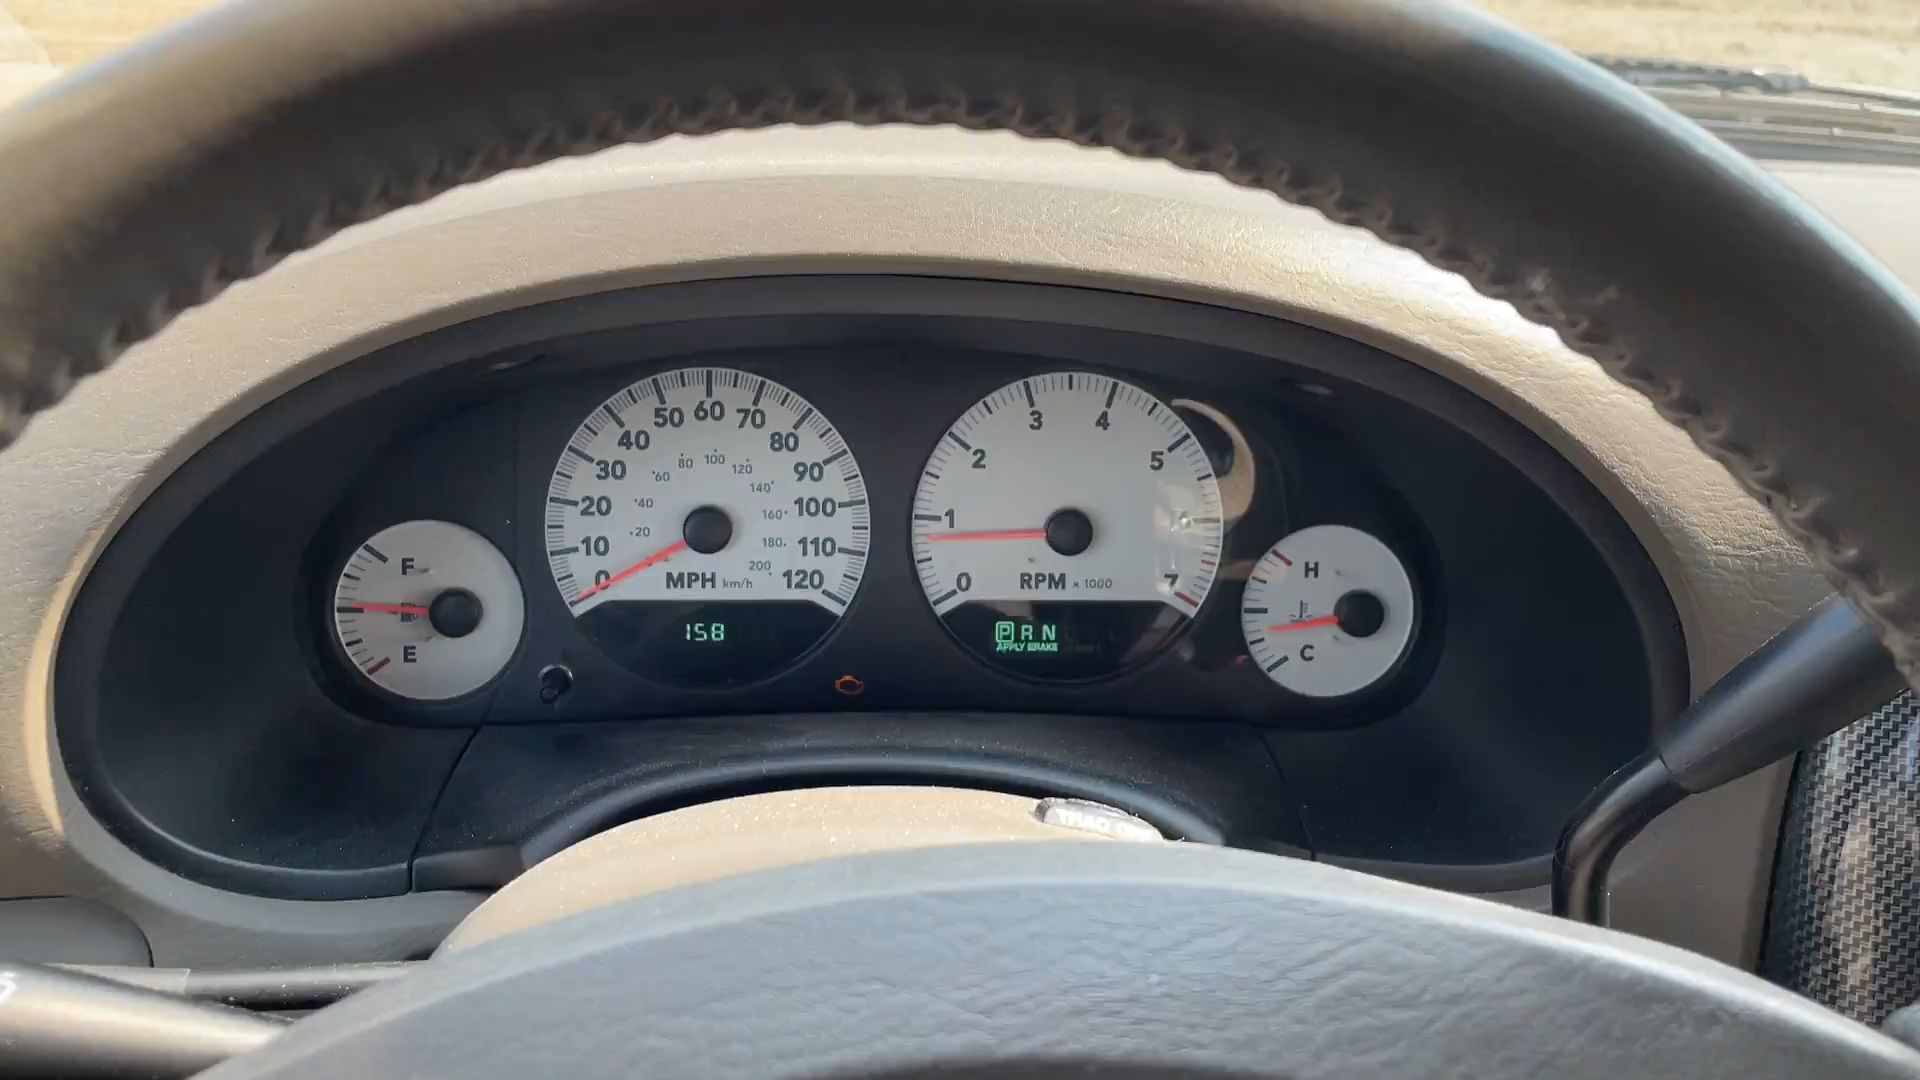 50 60 70
40 80
30 90
20 100
10 110
0 120
20 40 60 80 100 120 140 160 180 200
MPH km/h
158
0 1 2 3 4 5 7
RPM x 1000
P R N
APPLY BRAKE
F
E
H
C
TRAC